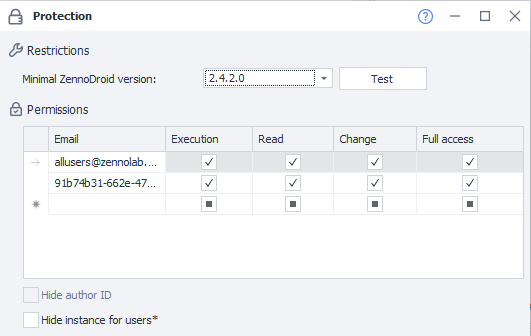 Protection
Restrictions
Minimal ZennoDroid version: 2.4.2.0 Test
Permissions
Email Execution Read Change Full access
allusers@zennolab....
91b74b31-662e-47...
Hide author ID
Hide instance for users*